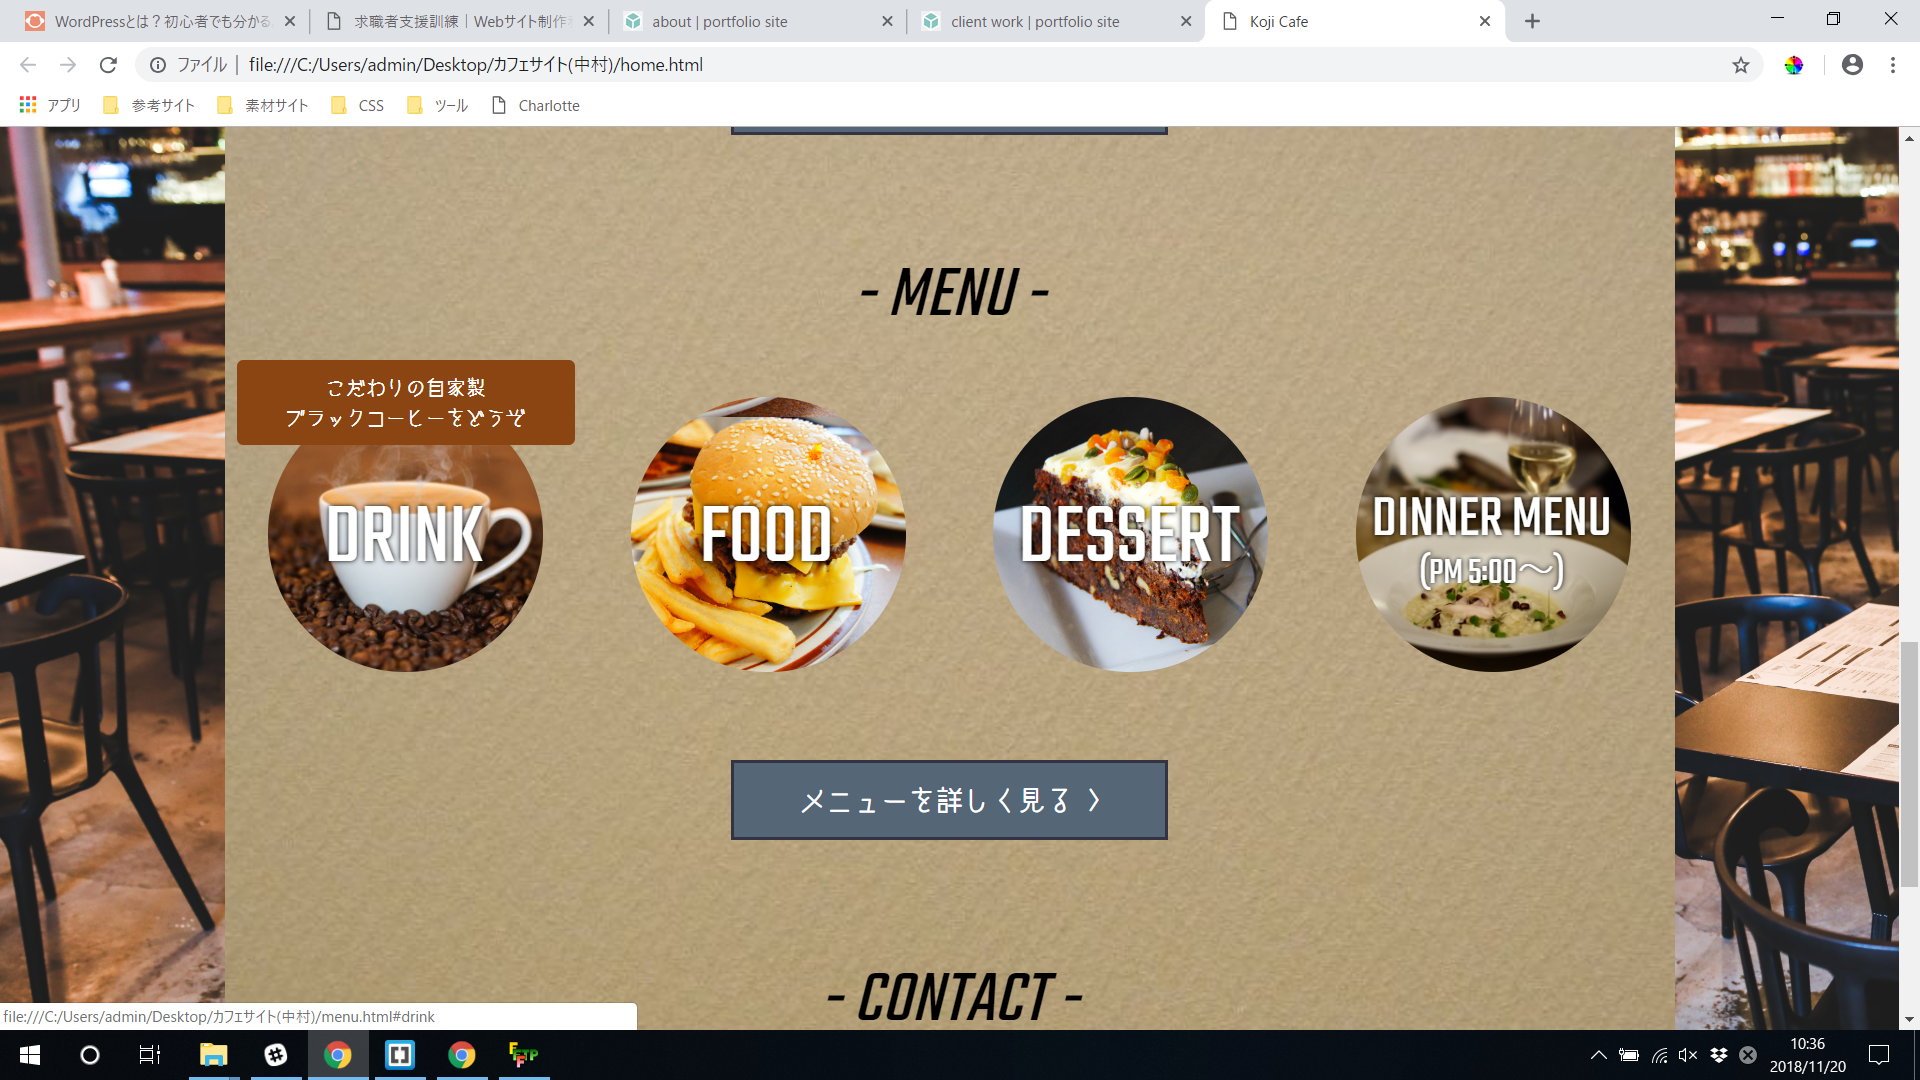 WordPressとは？初心者でも分かる
求職者支援訓練｜Webサイト制作
about | portfolio site
client work | portfolio site
Koji Cafe
ファイル | file:///C:/Users/admin/Desktop/カフェサイト(中村)/home.html
アプリ
参考サイト
素材サイト
CSS
ツール
Charlotte
- MENU -
こだわりの自家製
ブラックコーヒーをどうぞ
DRINK
FOOD
DESSERT
DINNER MENU
(PM 5:00～)
メニューを詳しく見る 〉
- CONTACT -
file:///C:/Users/admin/Desktop/カフェサイト(中村)/menu.html#drink
FFFTP
10:36
2018/11/20